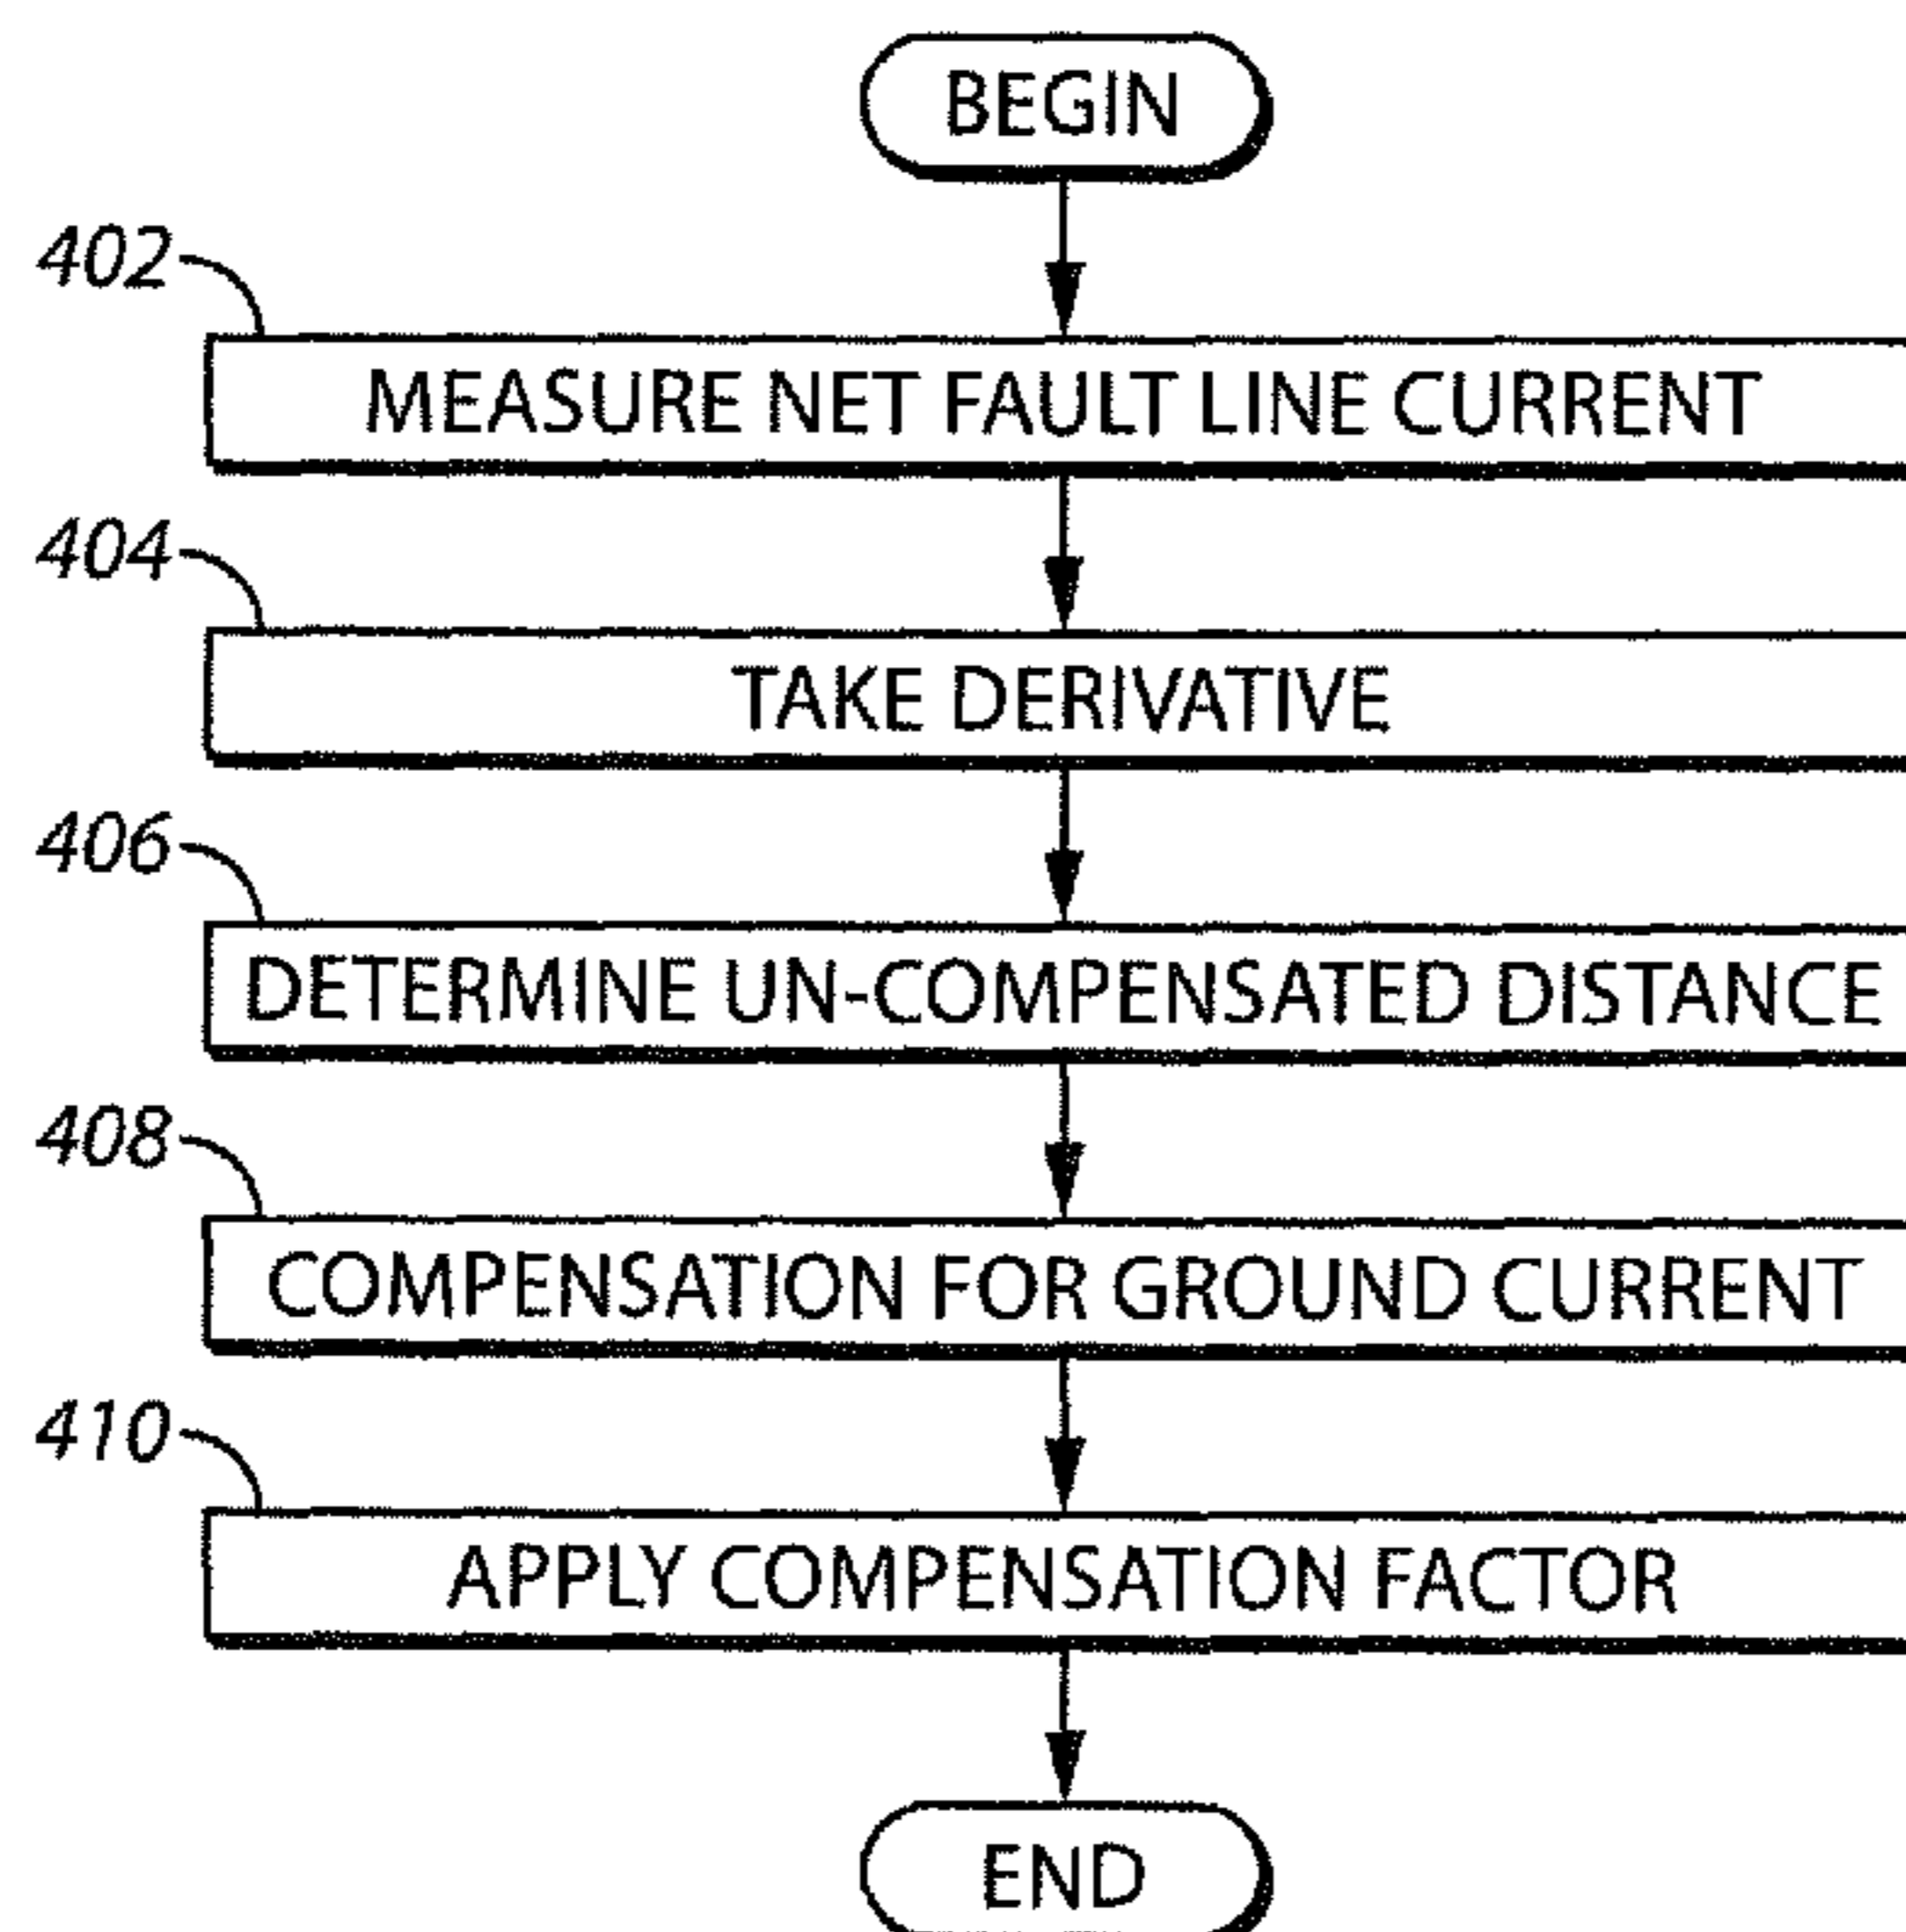 BEGIN
402
MEASURE NET FAULT LINE CURRENT
404
TAKE DERIVATIVE
406
DETERMINE UN-COMPENSATED DISTANCE
408
COMPENSATION FOR GROUND CURRENT
410
APPLY COMPENSATION FACTOR
END